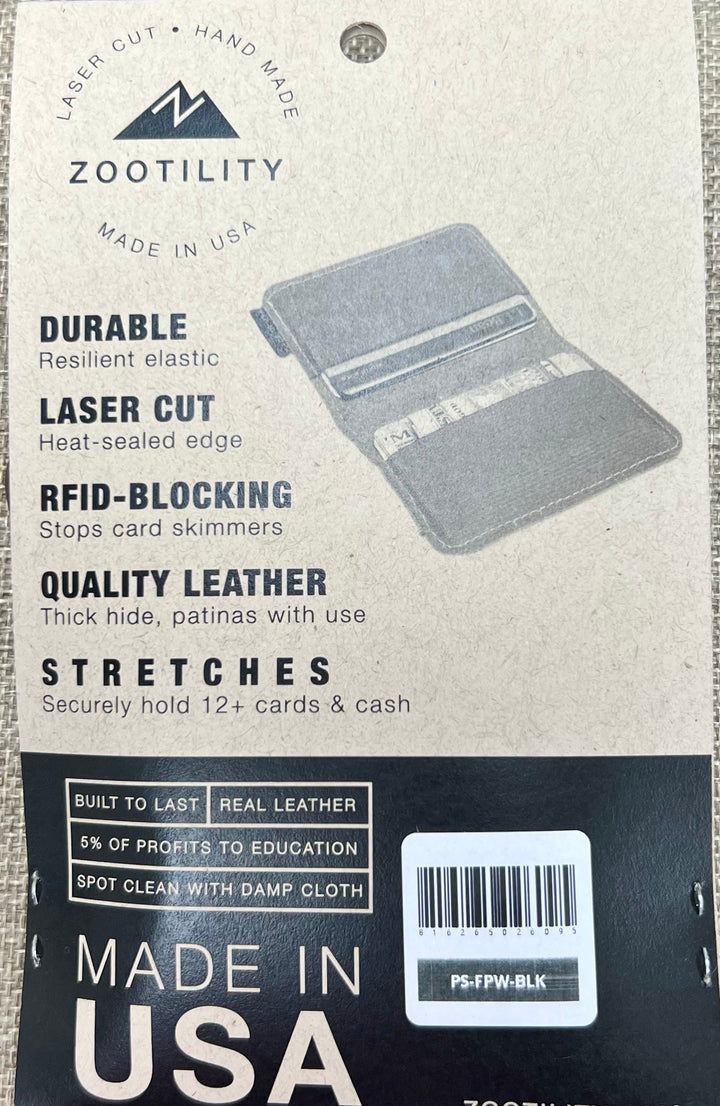 LASER CUT • HAND MADE
ZOOTILITY
MADE IN USA
DURABLE
Resilient elastic
LASER CUT
Heat-sealed edge
RFID-BLOCKING
Stops card skimmers
QUALITY LEATHER
Thick hide, patinas with use
STRETCHES
Securely hold 12+ cards & cash
BUILT TO LAST REAL LEATHER
5% OF PROFITS TO EDUCATION
SPOT CLEAN WITH DAMP CLOTH
816265026095
PS-FPW-BLK
MADE IN
USA